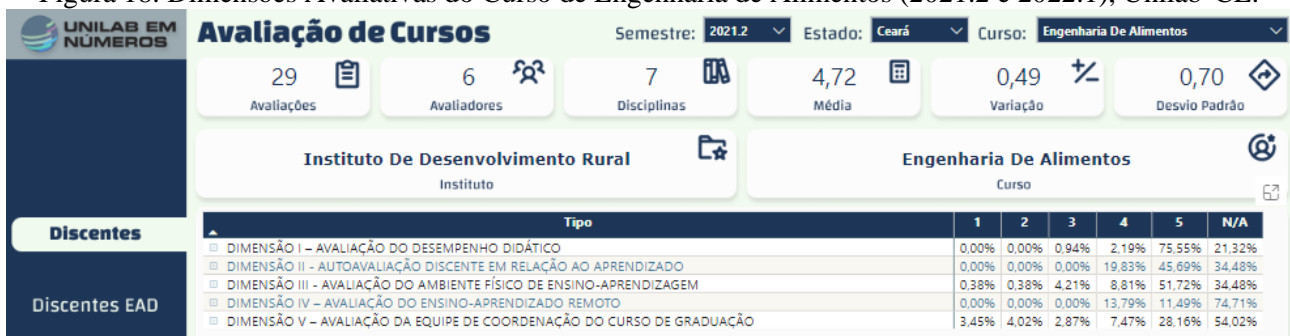 Figura 18. Dimensões Avaliativas do Curso de Engenharia de Alimentos (2021.2 e 2022.1), Unilab-CE.
UNILAB EM
NÚMEROS
Avaliação de Cursos
Semestre: 2021.2 Estado: Ceará Curso: Engenharia De Alimentos
29 6 7 4,72 0,49 0,70
Avaliações Avaliadores Disciplinas Média Variação Desvio Padrão
Instituto De Desenvolvimento Rural Engenharia De Alimentos
Instituto Curso
Discentes
Discentes EAD
Tipo 1 2 3 4 5 N/A
DIMENSÃO I – AVALIAÇÃO DO DESEMPENHO DIDÁTICO 0,00% 0,00% 0,94% 2,19% 75,55% 21,32%
DIMENSÃO II - AUTOAVALIAÇÃO DISCENTE EM RELAÇÃO AO APRENDIZADO 0,00% 0,00% 0,00% 19,83% 45,69% 34,48%
DIMENSÃO III - AVALIAÇÃO DO AMBIENTE FÍSICO DE ENSINO-APRENDIZAGEM 0,38% 0,38% 4,21% 8,81% 51,72% 34,48%
DIMENSÃO IV – AVALIAÇÃO DO ENSINO-APRENDIZADO REMOTO 0,00% 0,00% 0,00% 13,79% 11,49% 74,71%
DIMENSÃO V – AVALIAÇÃO DA EQUIPE DE COORDENAÇÃO DO CURSO DE GRADUAÇÃO 3,45% 4,02% 2,87% 7,47% 28,16% 54,02%